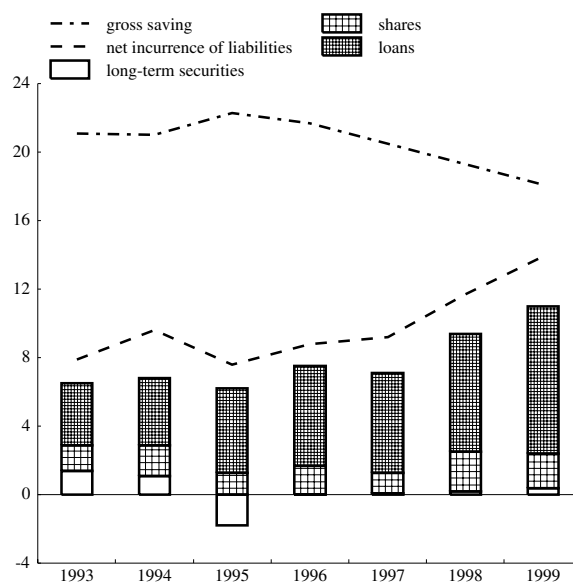 gross saving
net incurrence of liabilities
long-term securities
shares
loans
24
20
16
12
8
4
0
-4
1993 1994 1995 1996 1997 1998 1999